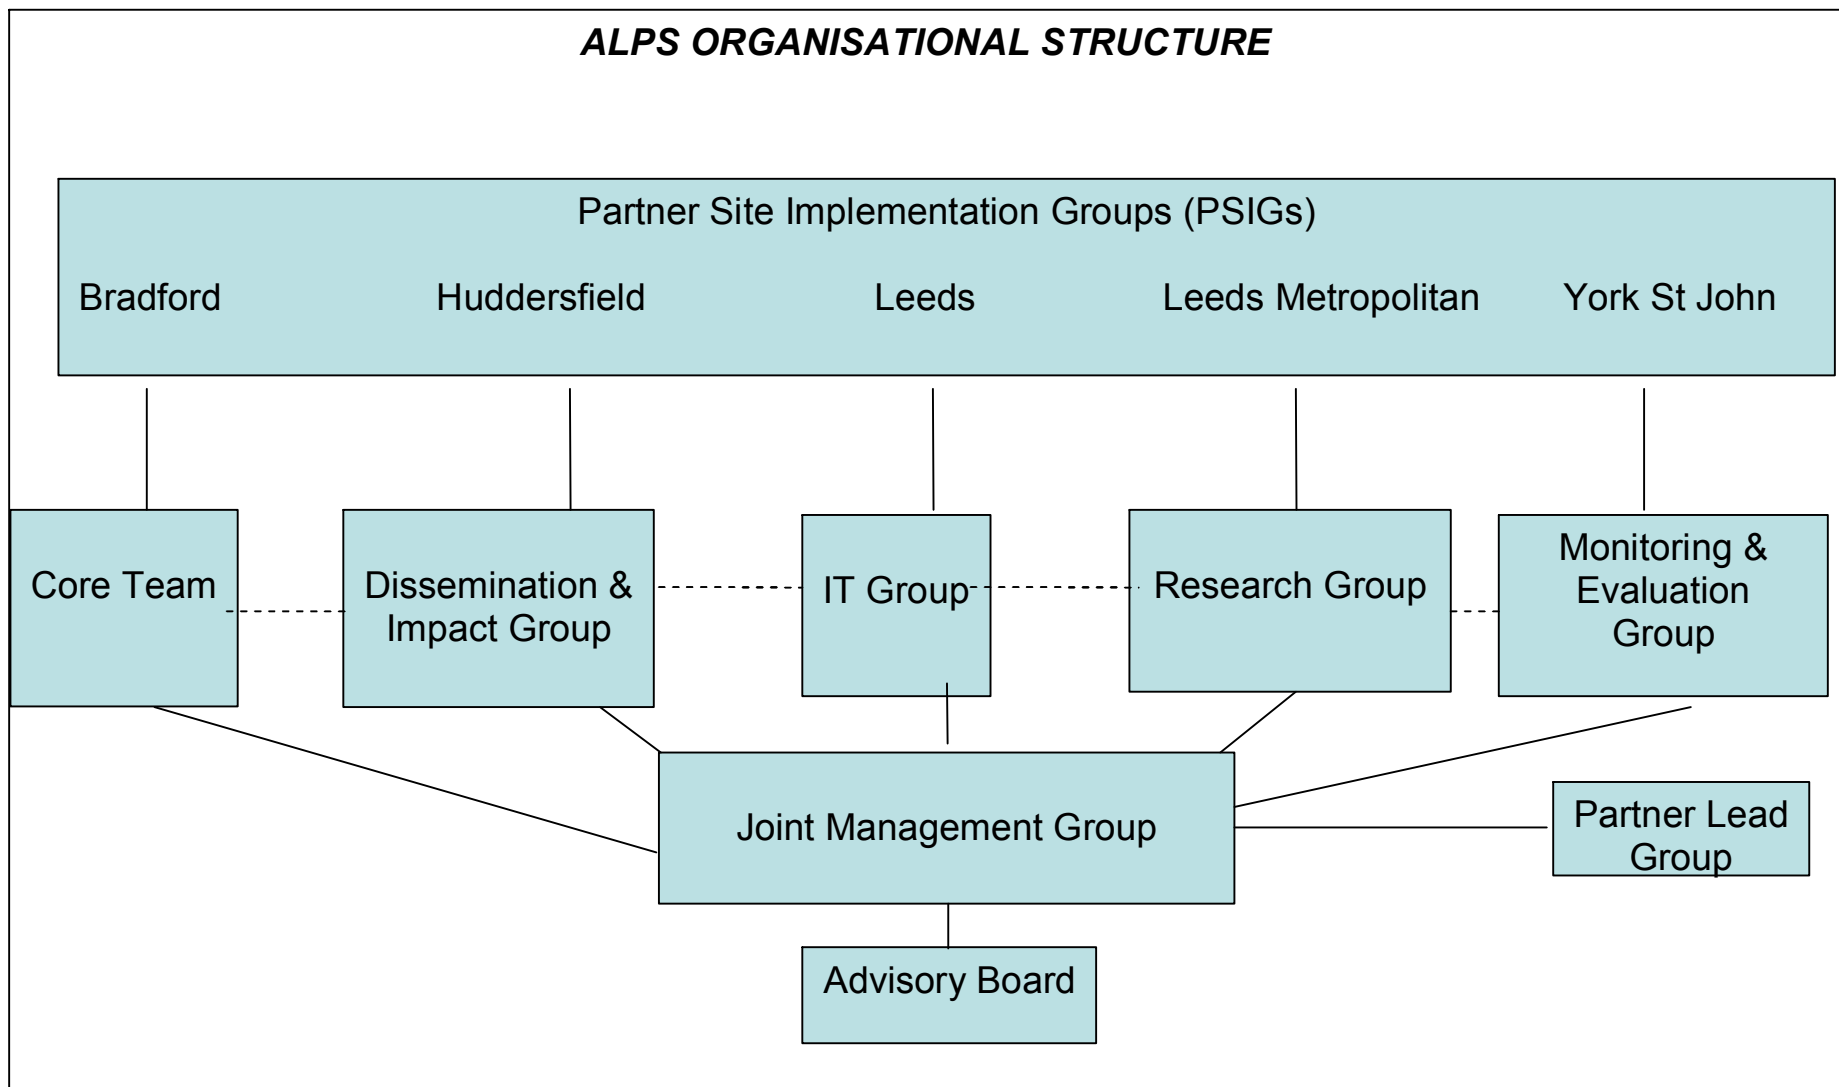 ALPS ORGANISATIONAL STRUCTURE
Partner Site Implementation Groups (PSIGs)
Bradford Huddersfield Leeds Leeds Metropolitan York St John
Core Team
Dissemination &
Impact Group
IT Group
Research Group
Monitoring &
Evaluation
Group
Joint Management Group
Partner Lead
Group
Advisory Board